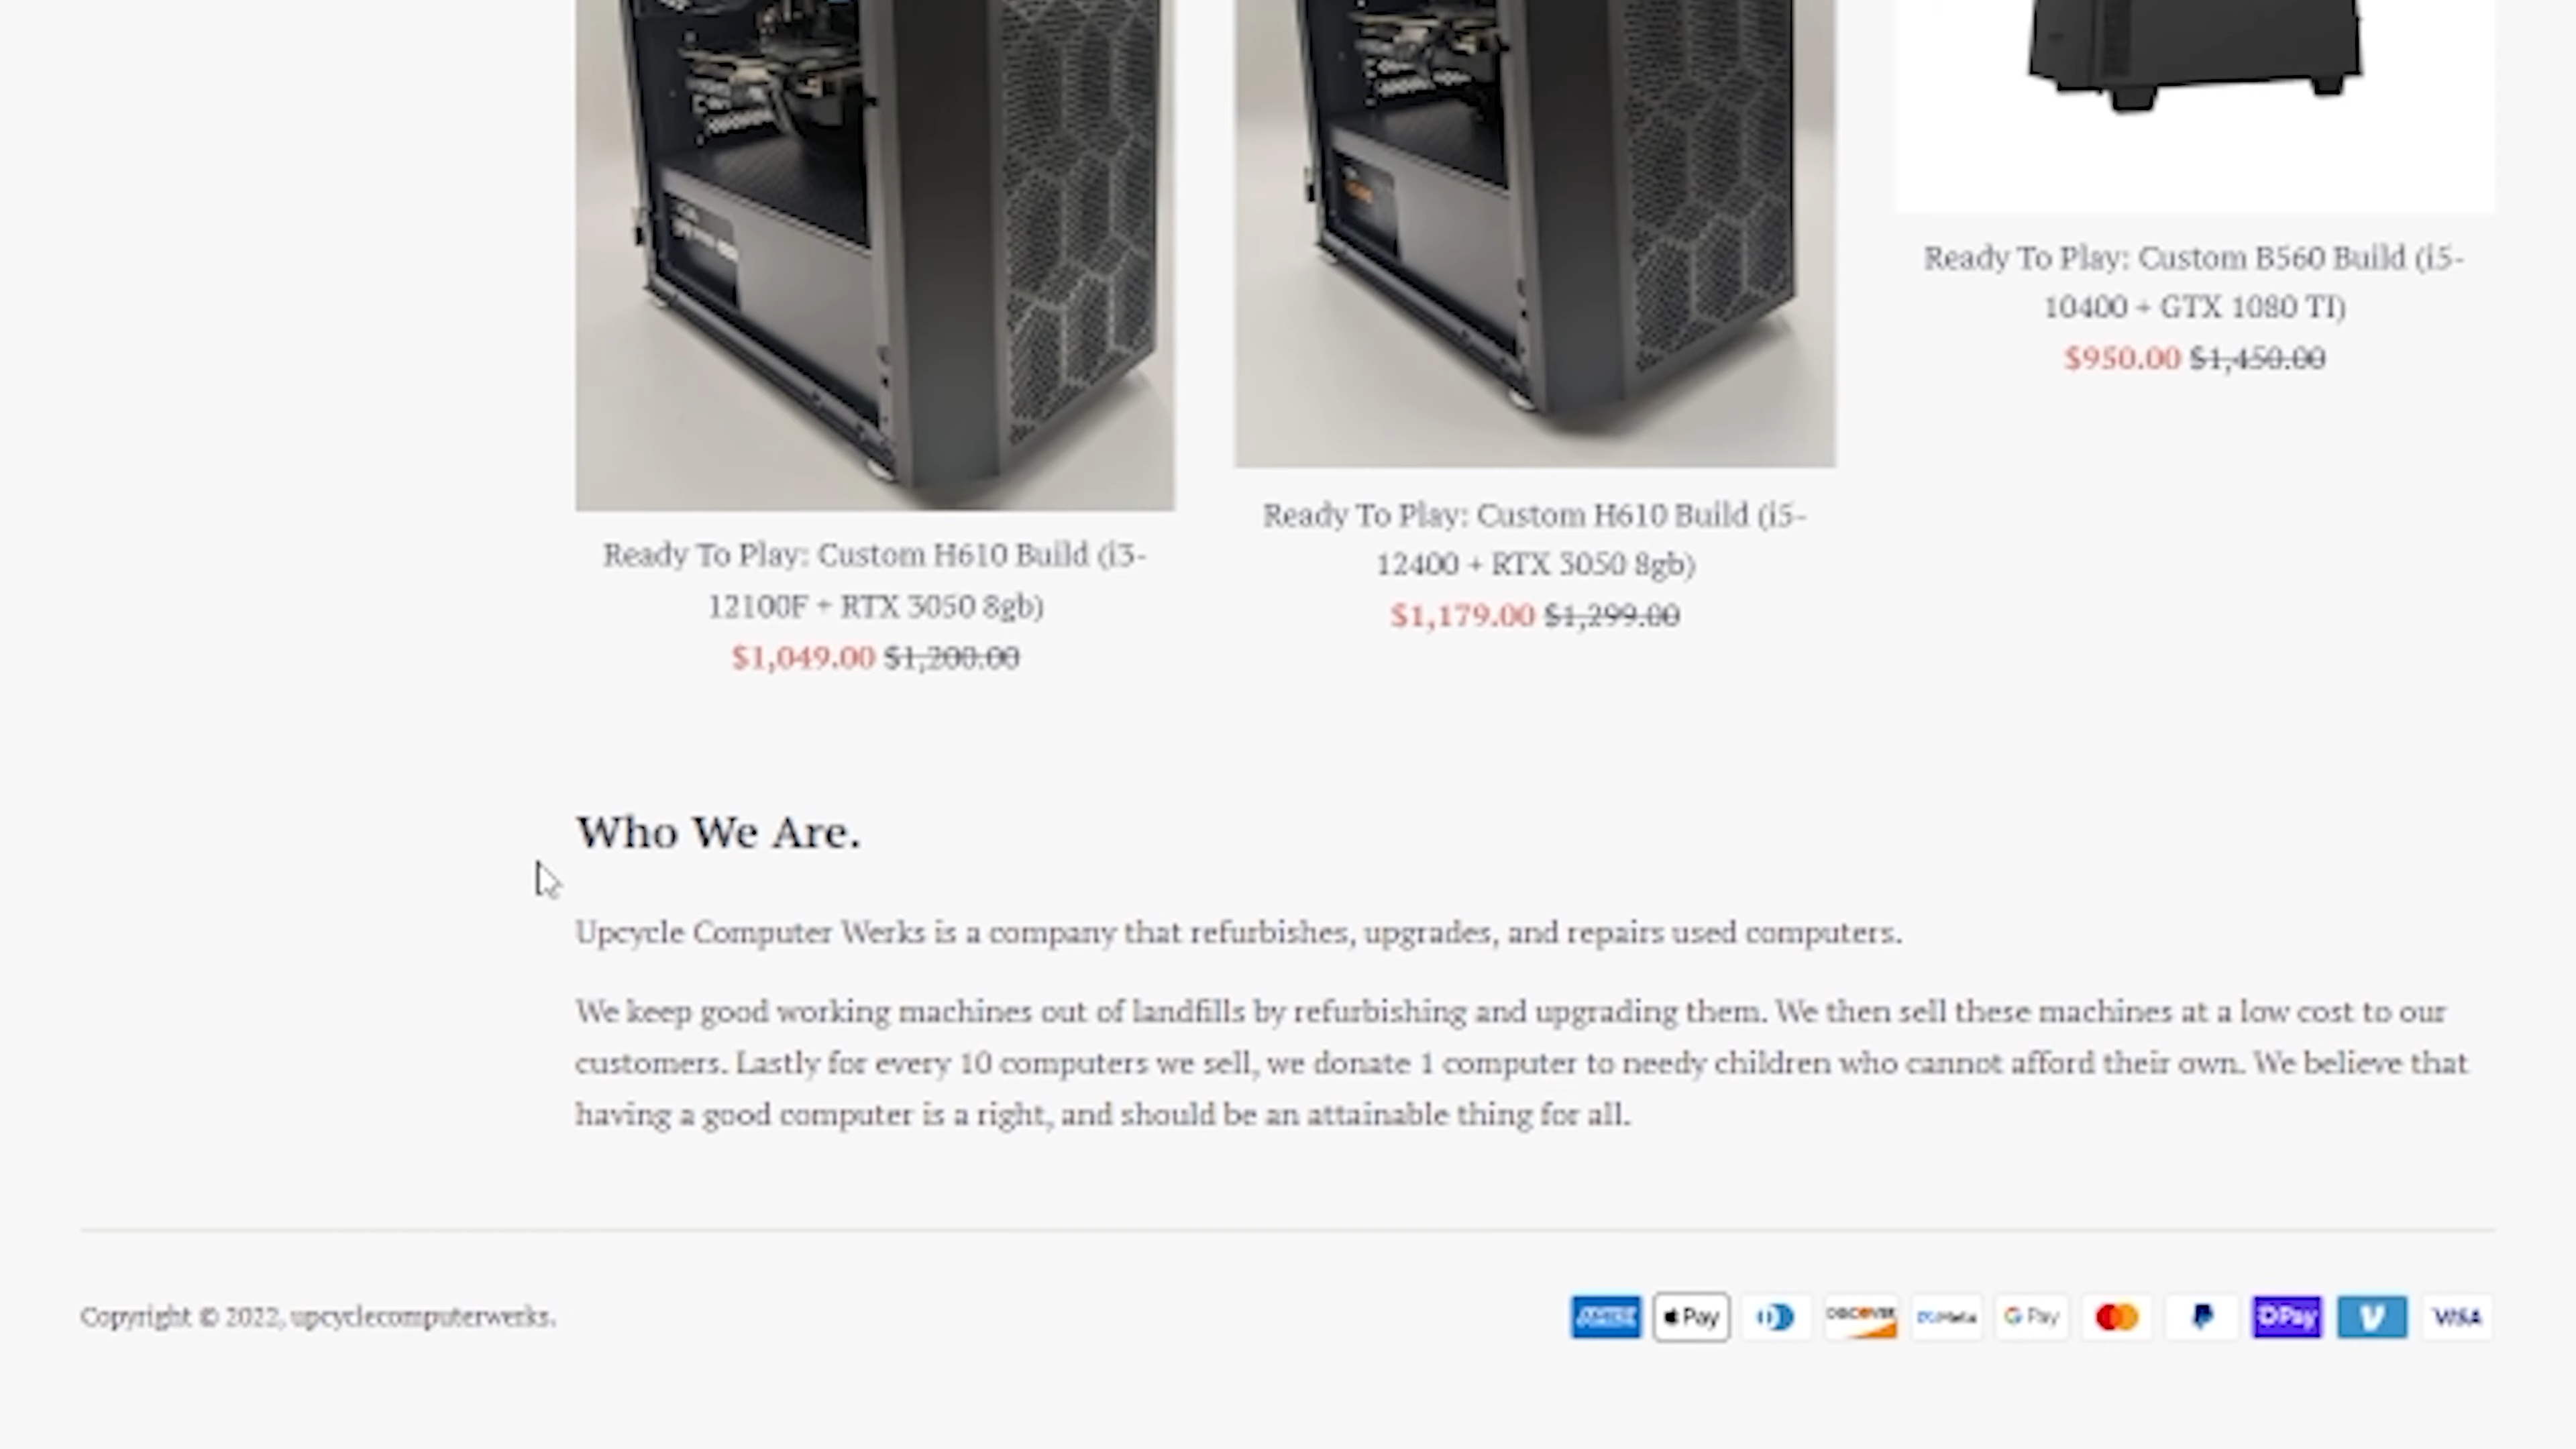 Ready To Play: Custom H610 Build (i3-
12100F + RTX 3050 8gb)
$1,049.00 $1,200.00
Ready To Play: Custom H610 Build (i5-
12400 + RTX 3050 8gb)
$1,179.00 $1,299.00
Ready To Play: Custom B560 Build (i5-
10400 + GTX 1080 TI)
$950.00 $1,450.00
Who We Are.
Upcycle Computer Werks is a company that refurbishes, upgrades, and repairs used computers.
We keep good working machines out of landfills by refurbishing and upgrading them. We then sell these machines at a low cost to our
customers. Lastly for every 10 computers we sell, we donate 1 computer to needy children who cannot afford their own. We believe that
having a good computer is a right, and should be an attainable thing for all.
Copyright © 2022, upcyclecomputerwerks.
Pay DISCOVER Meta G Pay Pay V VISA